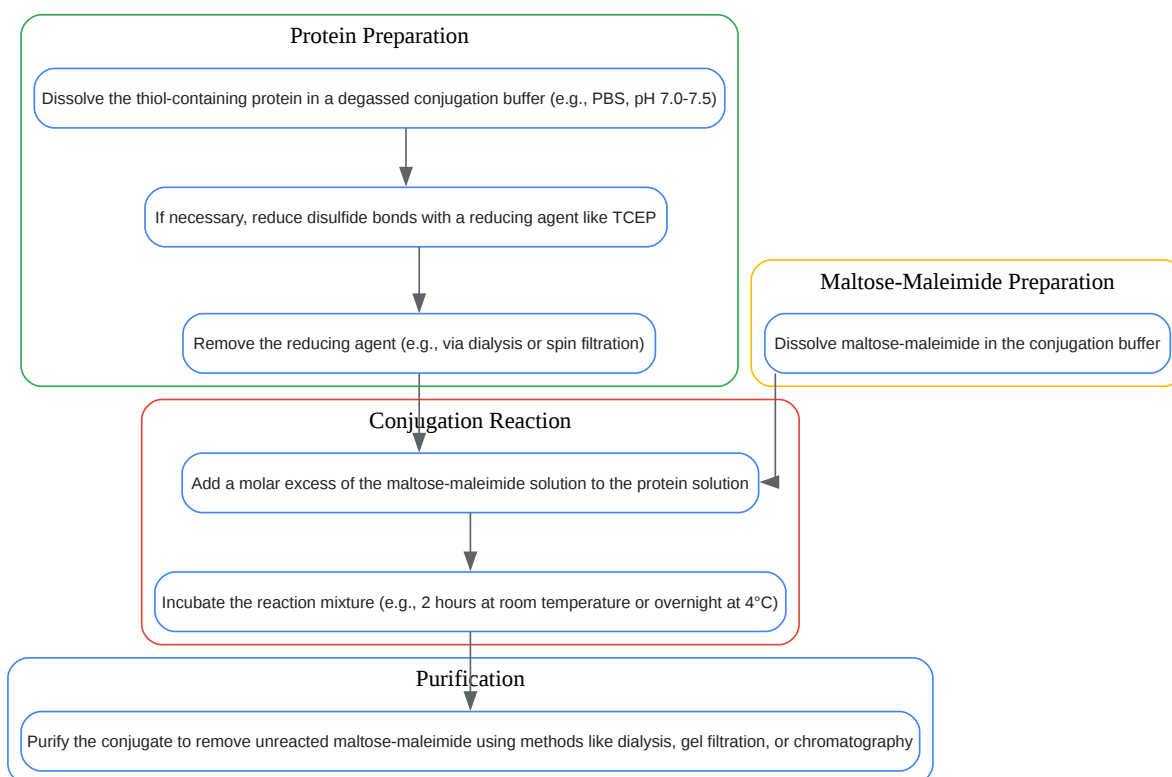 Protein Preparation
Dissolve the thiol-containing protein in a degassed conjugation buffer (e.g., PBS, pH 7.0-7.5)
If necessary, reduce disulfide bonds with a reducing agent like TCEP
Remove the reducing agent (e.g., via dialysis or spin filtration)
Maltose-Maleimide Preparation
Dissolve maltose-maleimide in the conjugation buffer
Conjugation Reaction
Add a molar excess of the maltose-maleimide solution to the protein solution
Incubate the reaction mixture (e.g., 2 hours at room temperature or overnight at 4°C)
Purification
Purify the conjugate to remove unreacted maltose-maleimide using methods like dialysis, gel filtration, or chromatography